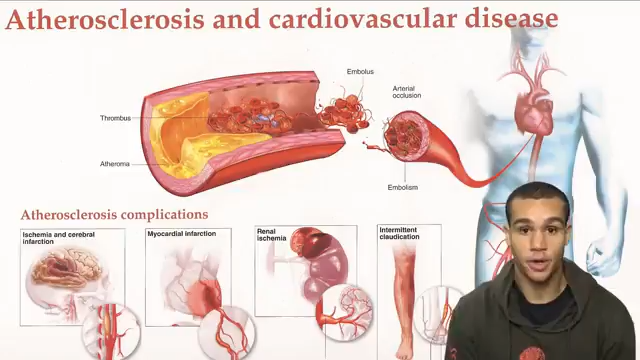 Atherosclerosis and cardiovascular disease
Embolus
Arterial
occlusion
Thrombus
Atheroma
Embolism
Atherosclerosis complications
Ischemia and cerebral
infarction
Myocardial infarction
Renal
ischemia
Intermittent
claudication